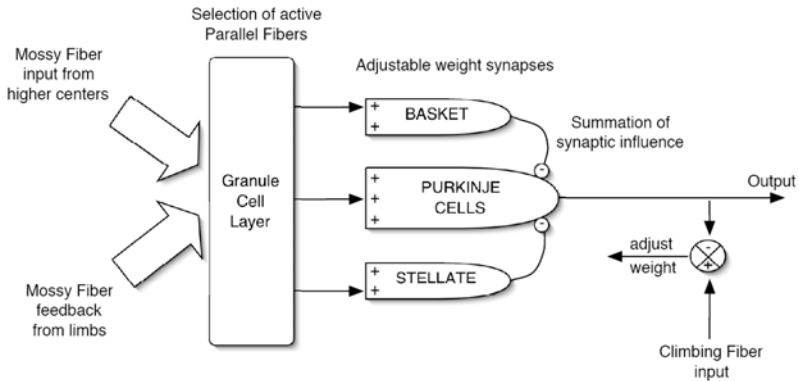 Selection of active
Parallel Fibers
Mossy Fiber
input from
higher centers
Adjustable weight synapses
+
+
BASKET
Summation of
synaptic influence
-
Granule
Cell
Layer
+
+
+
PURKINJE
CELLS
Output
-
+
+
STELLATE
adjust
weight
-
+
Mossy Fiber
feedback
from limbs
Climbing Fiber
input